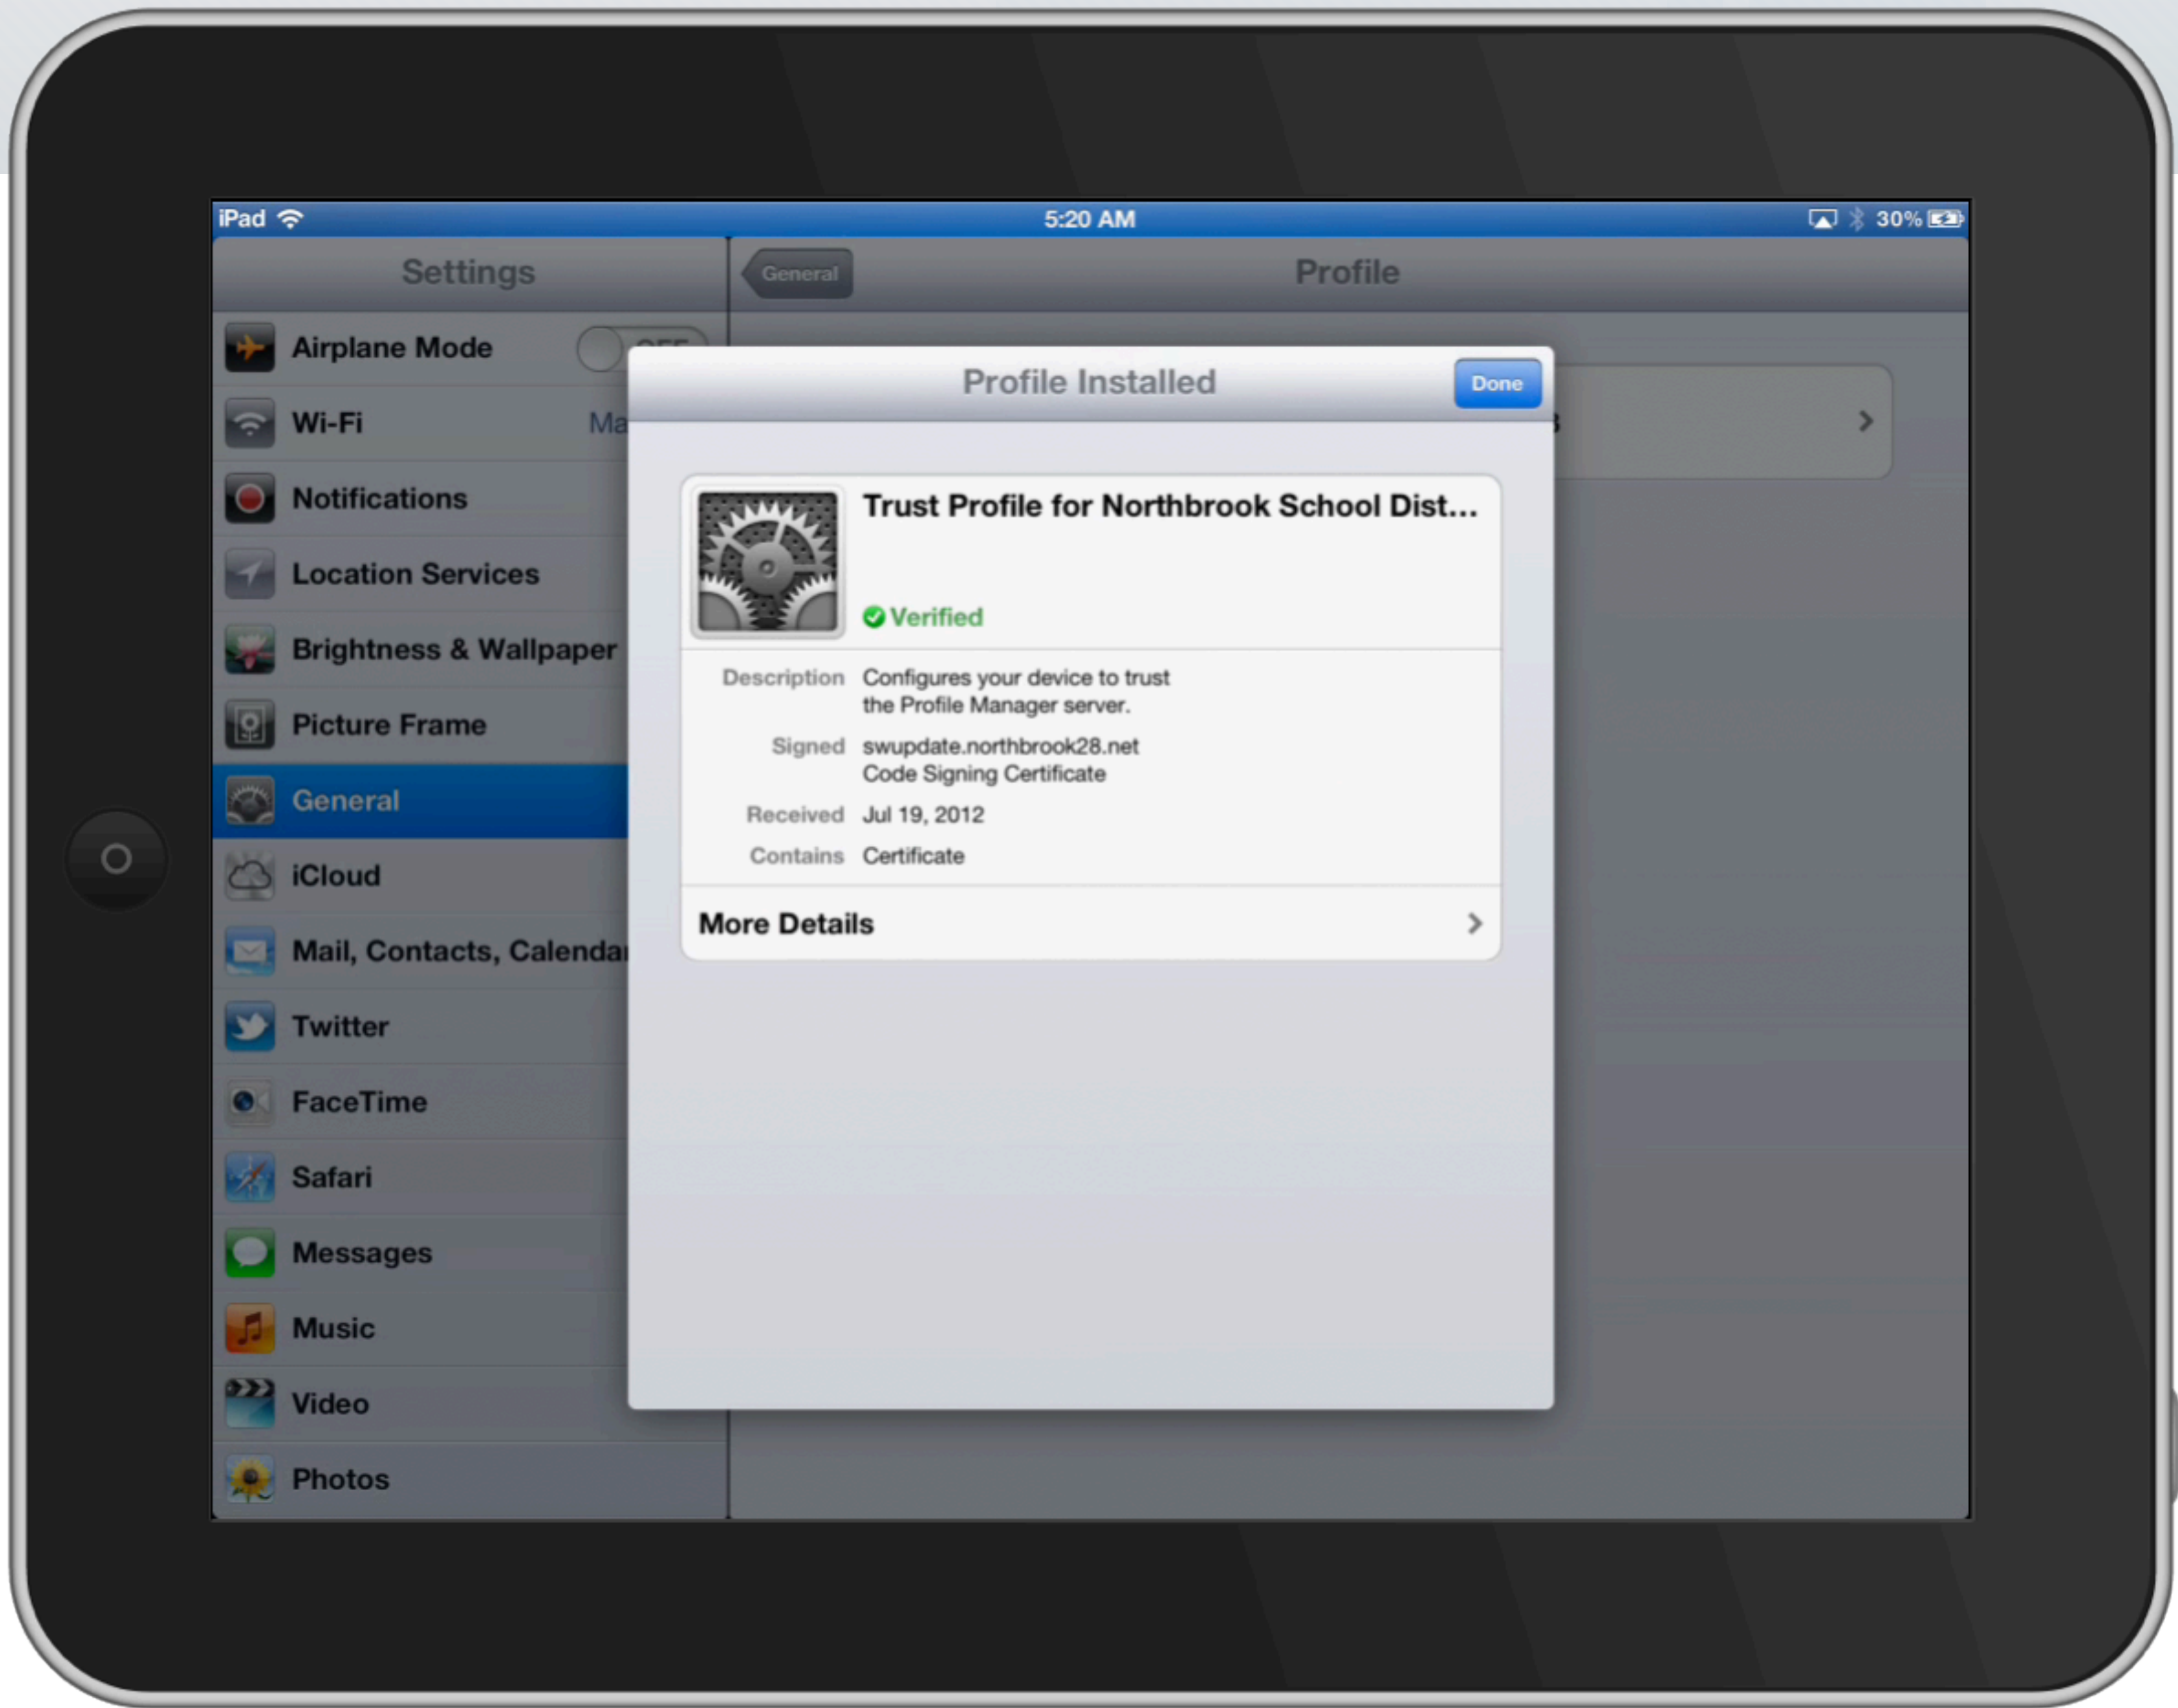 iPad
5:20 AM
30%
Settings
General
Profile
Airplane Mode
Wi-Fi
Ma
Notifications
Location Services
Brightness & Wallpaper
Picture Frame
General
iCloud
Mail, Contacts, Calendar
Twitter
FaceTime
Safari
Messages
Music
Video
Photos
Profile Installed
Done
Trust Profile for Northbrook School Dist...
Verified
Description Configures your device to trust
the Profile Manager server.
Signed swupdate.northbrook28.net
Code Signing Certificate
Received Jul 19, 2012
Contains Certificate
More Details